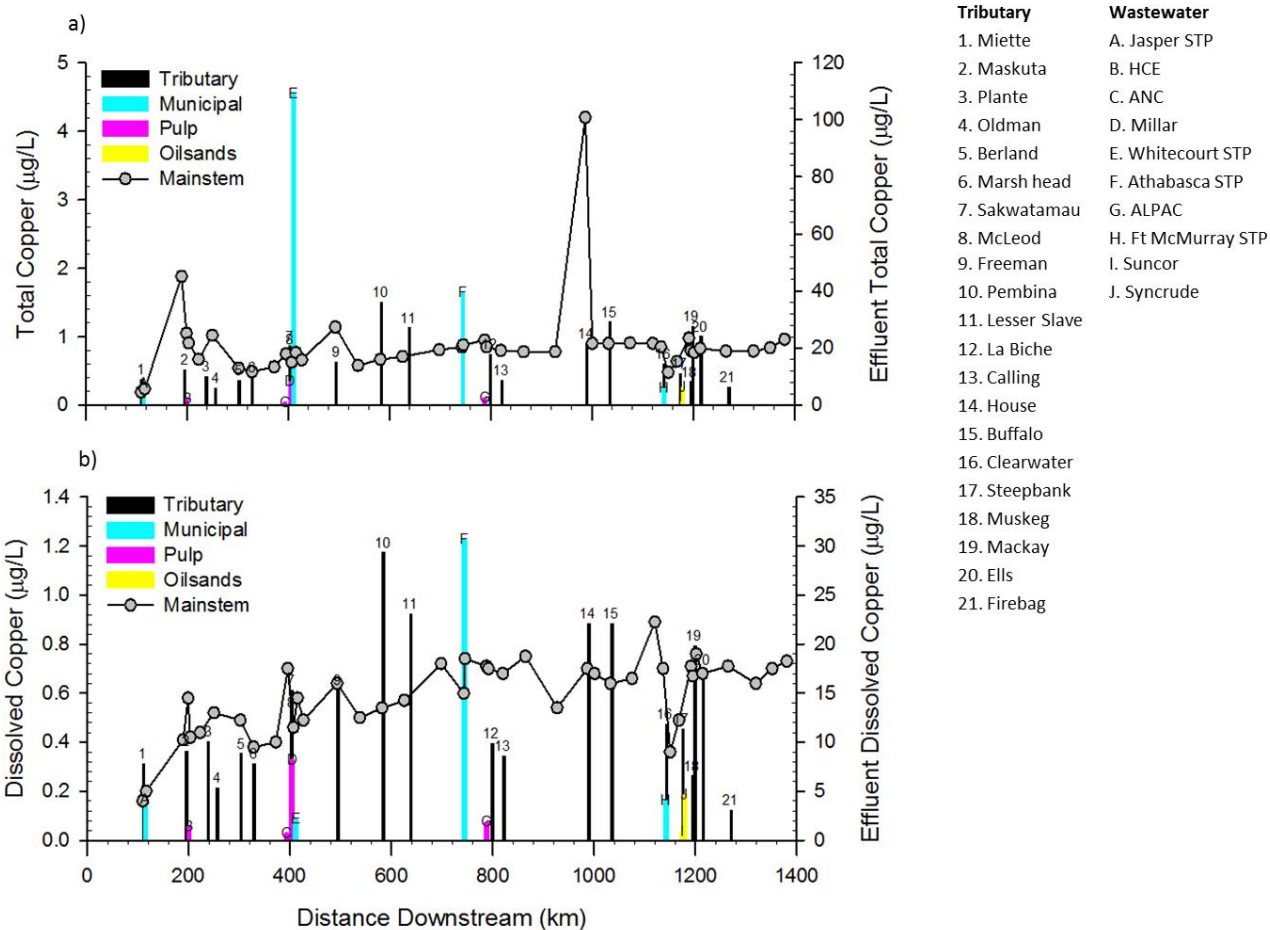 a)
5
4
3
2
1
0
Total Copper (µg/L)
Tributary
Municipal
Pulp
Oilsands
Mainstem
120
100
80
60
40
20
0
Effluent Total Copper (µg/L)
1
2
3
4
6
7
8
D
E
9
10
11
F
G
13
14
15
16
H
J
18
19
20
21
b)
1.4
1.2
1.0
0.8
0.6
0.4
0.2
0.0
Dissolved Copper (µg/L)
Tributary
Municipal
Pulp
Oilsands
Mainstem
35
30
25
20
15
10
5
0
Effluent Dissolved Copper (µg/L)
1
3
4
5
6
7
8
E
9
10
11
F
G
12
13
14
15
16
H
J
18
19
20
21
0 200 400 600 800 1000 1200 1400
Distance Downstream (km)
Tributary Wastewater
1. Miette A. Jasper STP
2. Maskuta B. HCE
3. Plante C. ANC
4. Oldman D. Millar
5. Berland E. Whitecourt STP
6. Marsh head F. Athabasca STP
7. Sakwatamau G. ALPAC
8. McLeod H. Ft McMurray STP
9. Freeman I. Suncor
10. Pembina J. Syncrude
11. Lesser Slave
12. La Biche
13. Calling
14. House
15. Buffalo
16. Clearwater
17. Steepbank
18. Muskeg
19. Mackay
20. Ells
21. Firebag